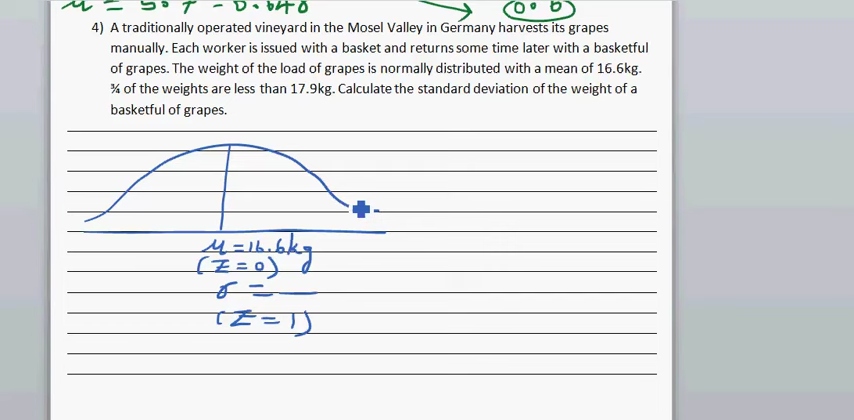 4) A traditionally operated vineyard in the Mosel Valley in Germany harvests its grapes
manually. Each worker is issued with a basket and returns some time later with a basketful
of grapes. The weight of the load of grapes is normally distributed with a mean of 16.6kg.
¾ of the weights are less than 17.9kg. Calculate the standard deviation of the weight of a
basketful of grapes.
μ = 16.6kg
(Z = 0)
σ = __
(Z = 1)